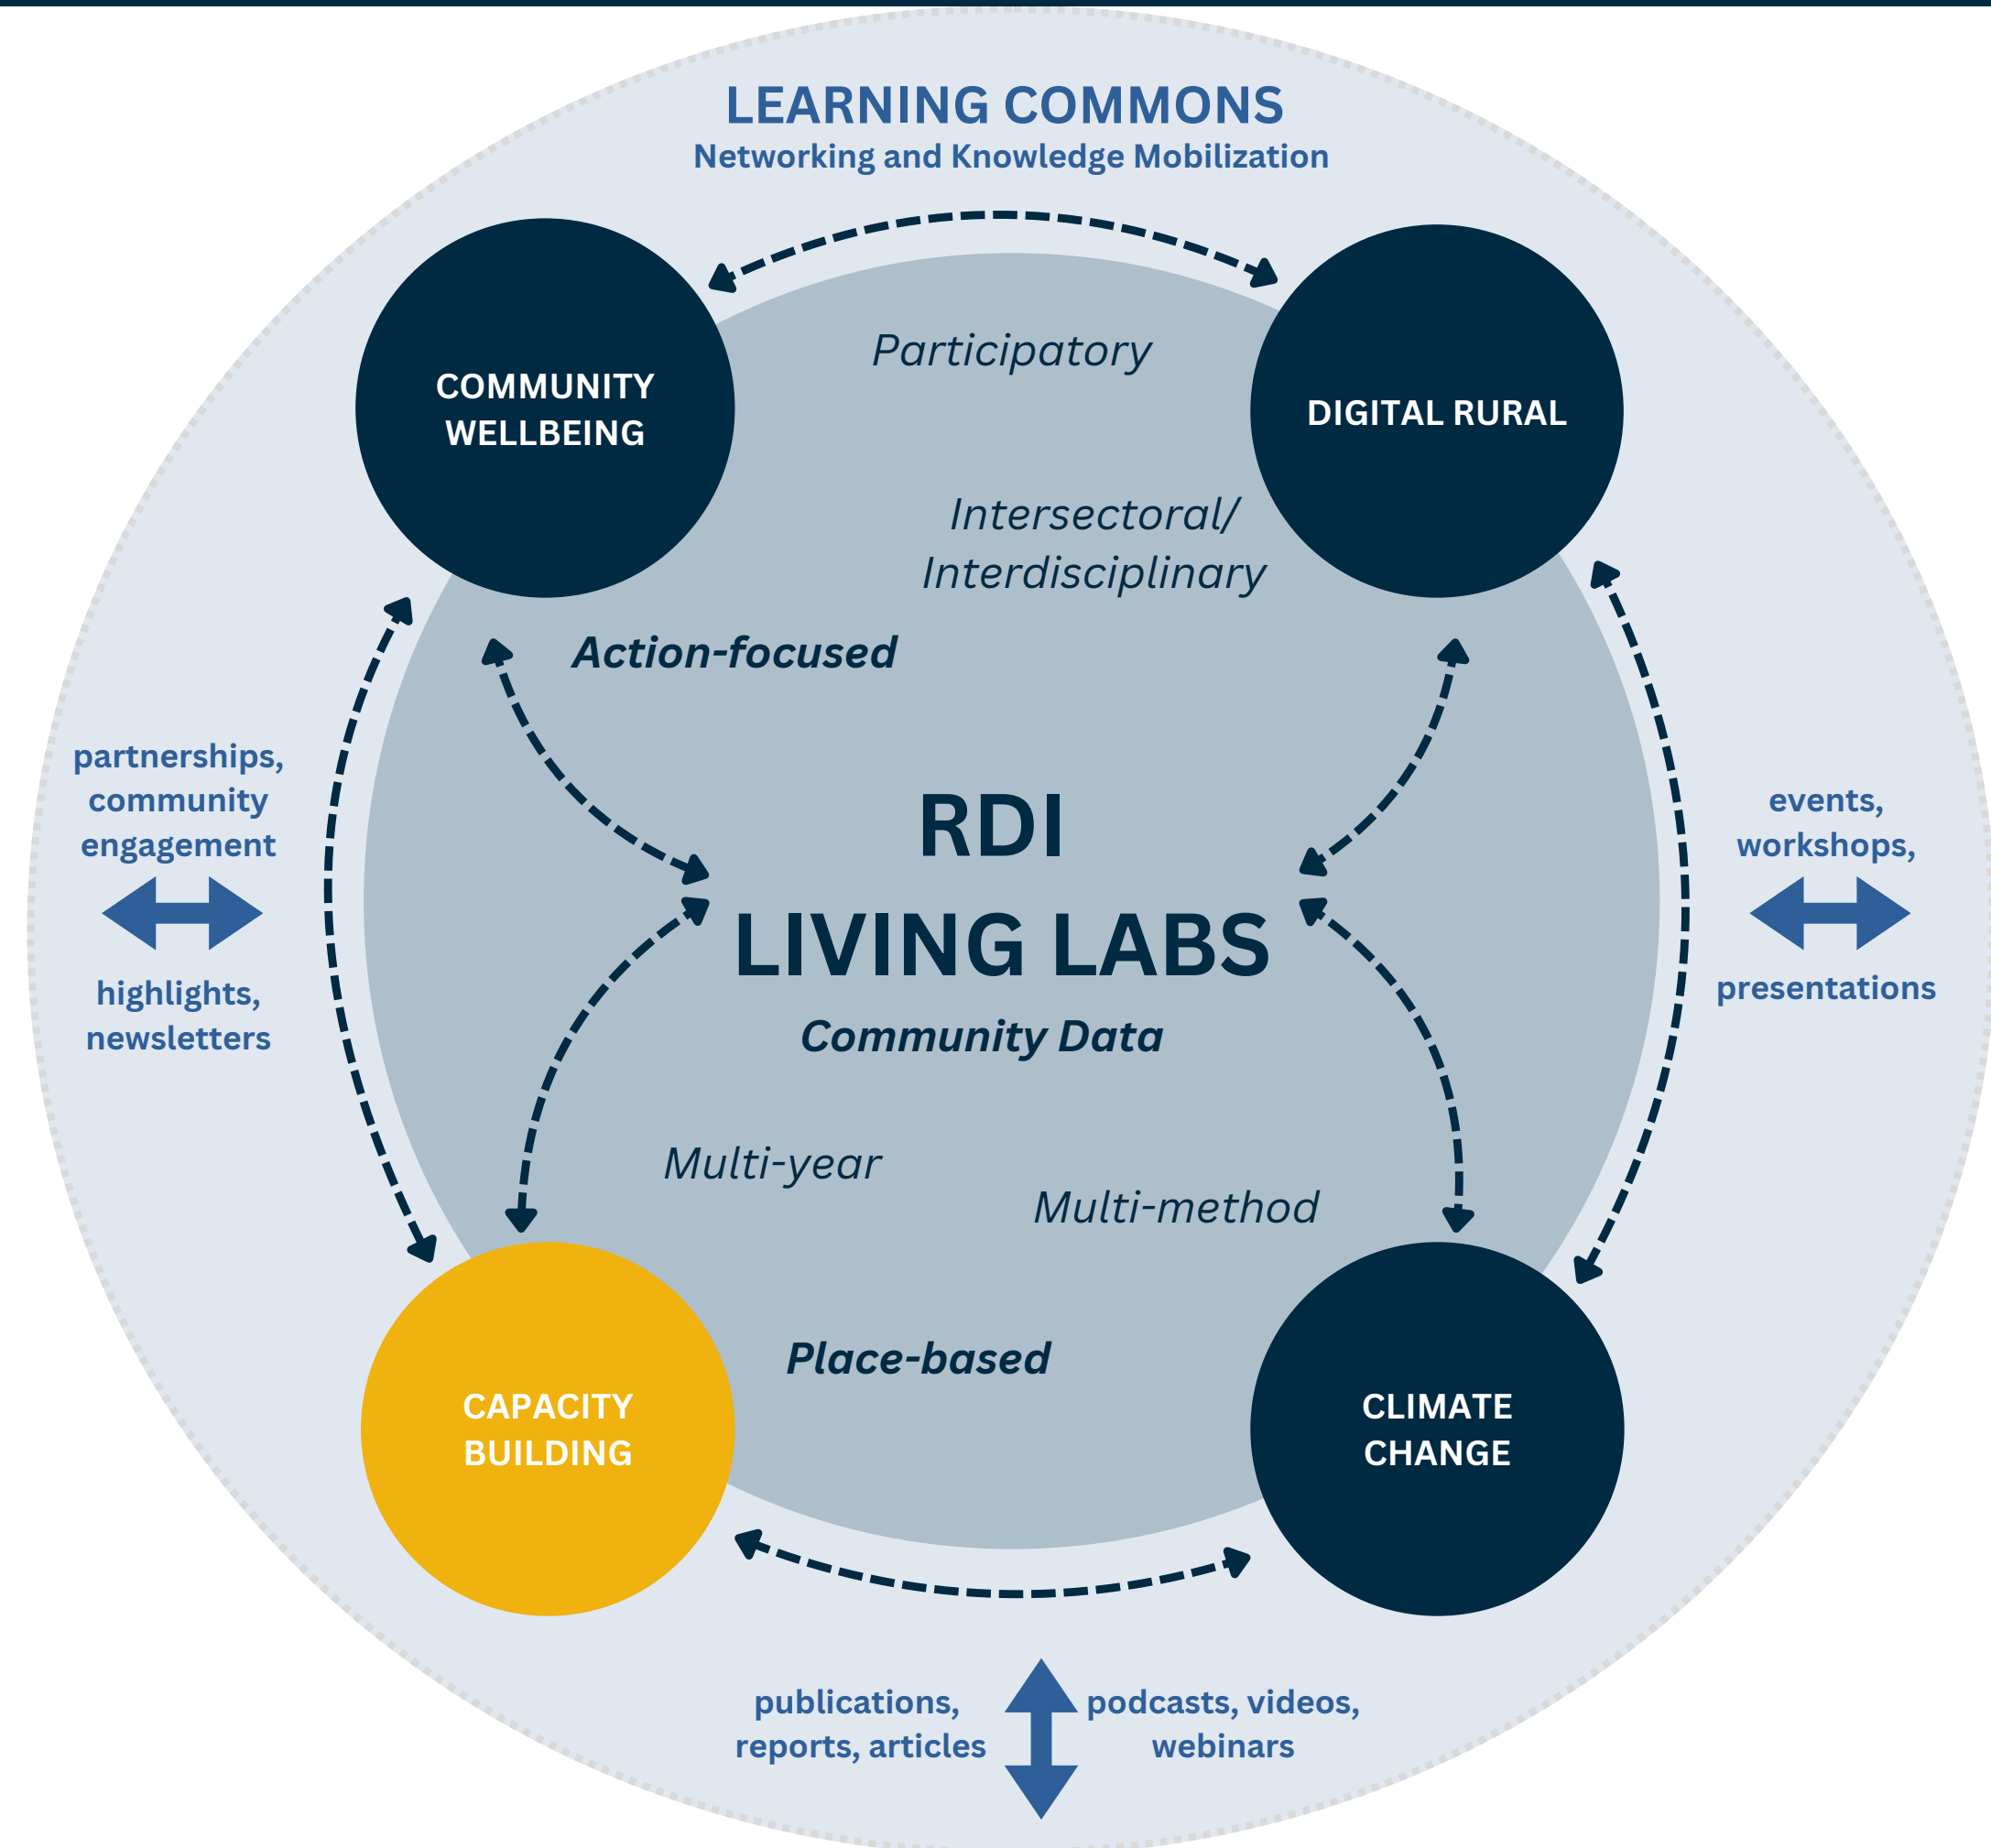 LEARNING COMMONS
Networking and Knowledge Mobilization
COMMUNITY
WELLBEING
DIGITAL RURAL
Participatory
Intersectoral/
Interdisciplinary
Action-focused
partnerships,
community
engagement
highlights,
newsletters
RDI
LIVING LABS
Community Data
events,
workshops,
presentations
Multi-year
Multi-method
Place-based
CAPACITY
BUILDING
CLIMATE
CHANGE
publications,
reports, articles
podcasts, videos,
webinars